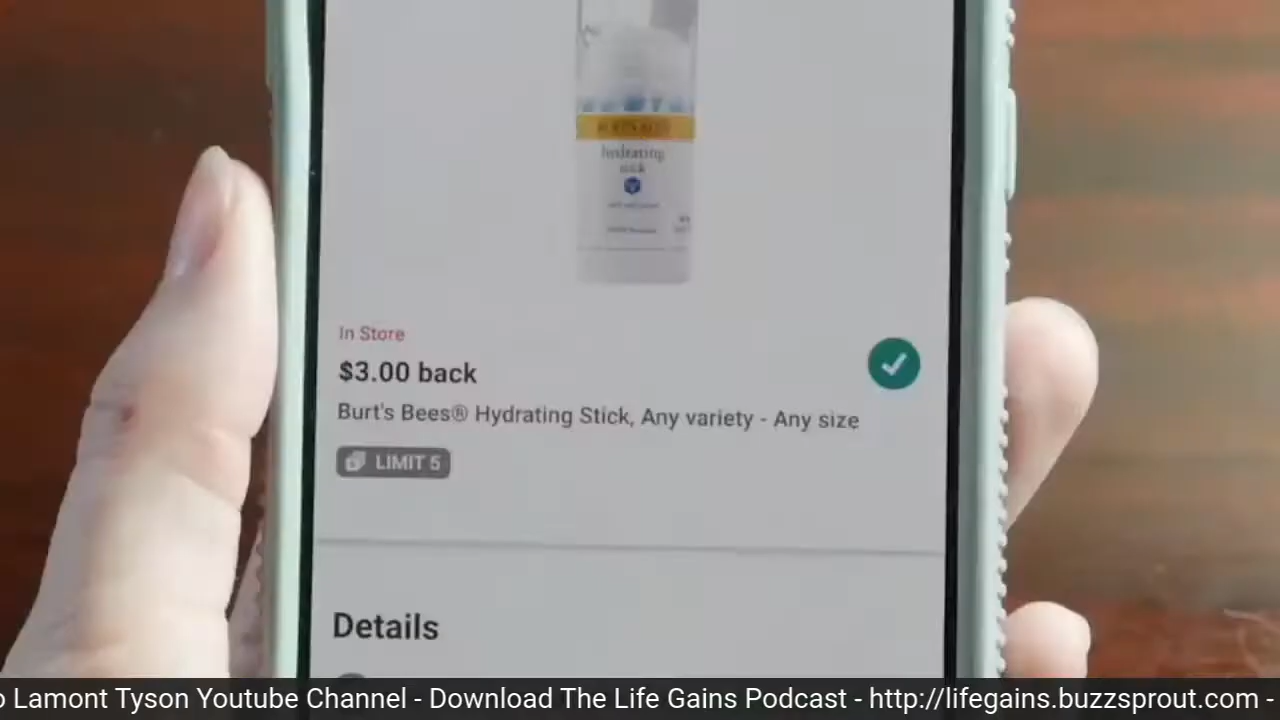 hydrating
stick
In Store
$3.00 back
Burt's Bees® Hydrating Stick, Any variety - Any size
LIMIT 5
Details
o Lamont Tyson Youtube Channel - Download The Life Gains Podcast - http://lifegains.buzzsprout.com -